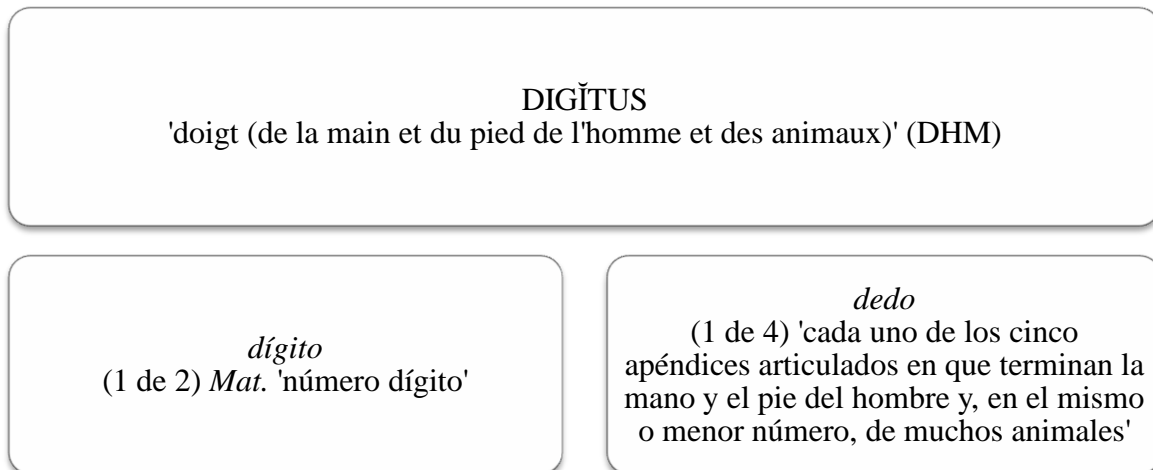 DIGĬTUS
'doigt (de la main et du pied de l'homme et des animaux)' (DHM)
dígito
(1 de 2) Mat. 'número dígito'
dedo
(1 de 4) 'cada uno de los cinco
apéndices articulados en que terminan la
mano y el pie del hombre y, en el mismo
o menor número, de muchos animales'